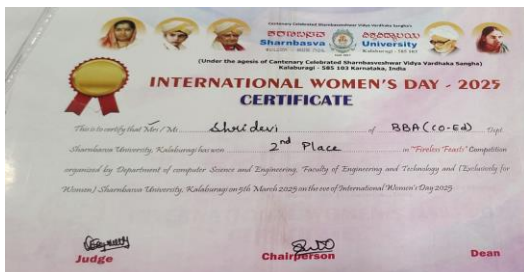 Centenary Celebrated Sharnbasveshwar Vidya Vardhaka Sangha's
Sharnbasva University
(Under the agesis of Cantenary Celebrated Sharnbasveshwar Vidya Vardhaka Sangha)
Kalaburagi - 585 103 Karnataka, India
INTERNATIONAL WOMEN'S DAY - 2025
CERTIFICATE
This is to certify that Mrs / Ms. Shridevi of BBA (CO-Ed) Dept.
Sharnbasva University, Kalaburagi has won 2nd Place in "Fireless Feasts" Competition
organized by Department of computer Science and Engineering, Faculty of Engineering and Technology and (Exclusively for
Women) Sharnbasva University, Kalaburagi on 5th March 2025 on the eve of International Women's Day 2025.
Judge Chairperson Dean